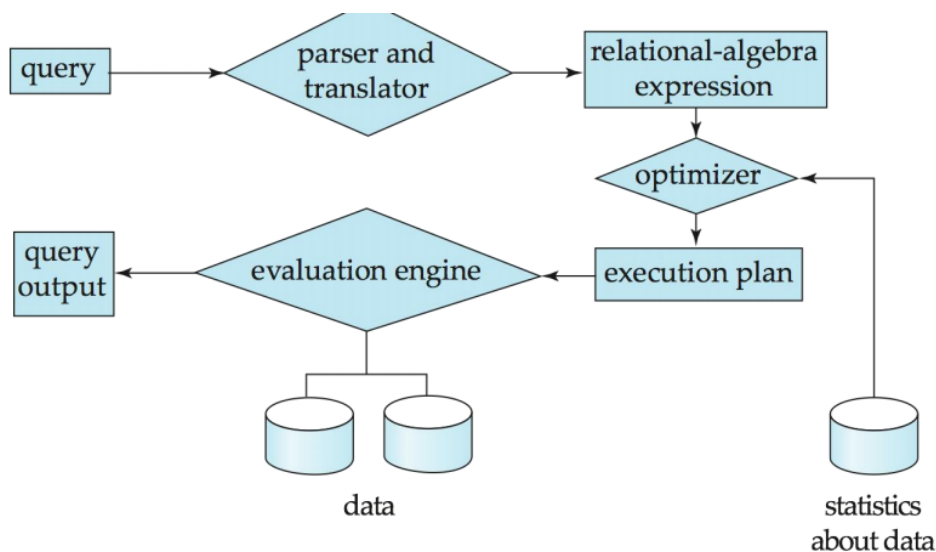 query
parser and
translator
relational-algebra
expression
optimizer
query
output
evaluation engine
execution plan
data
statistics
about data